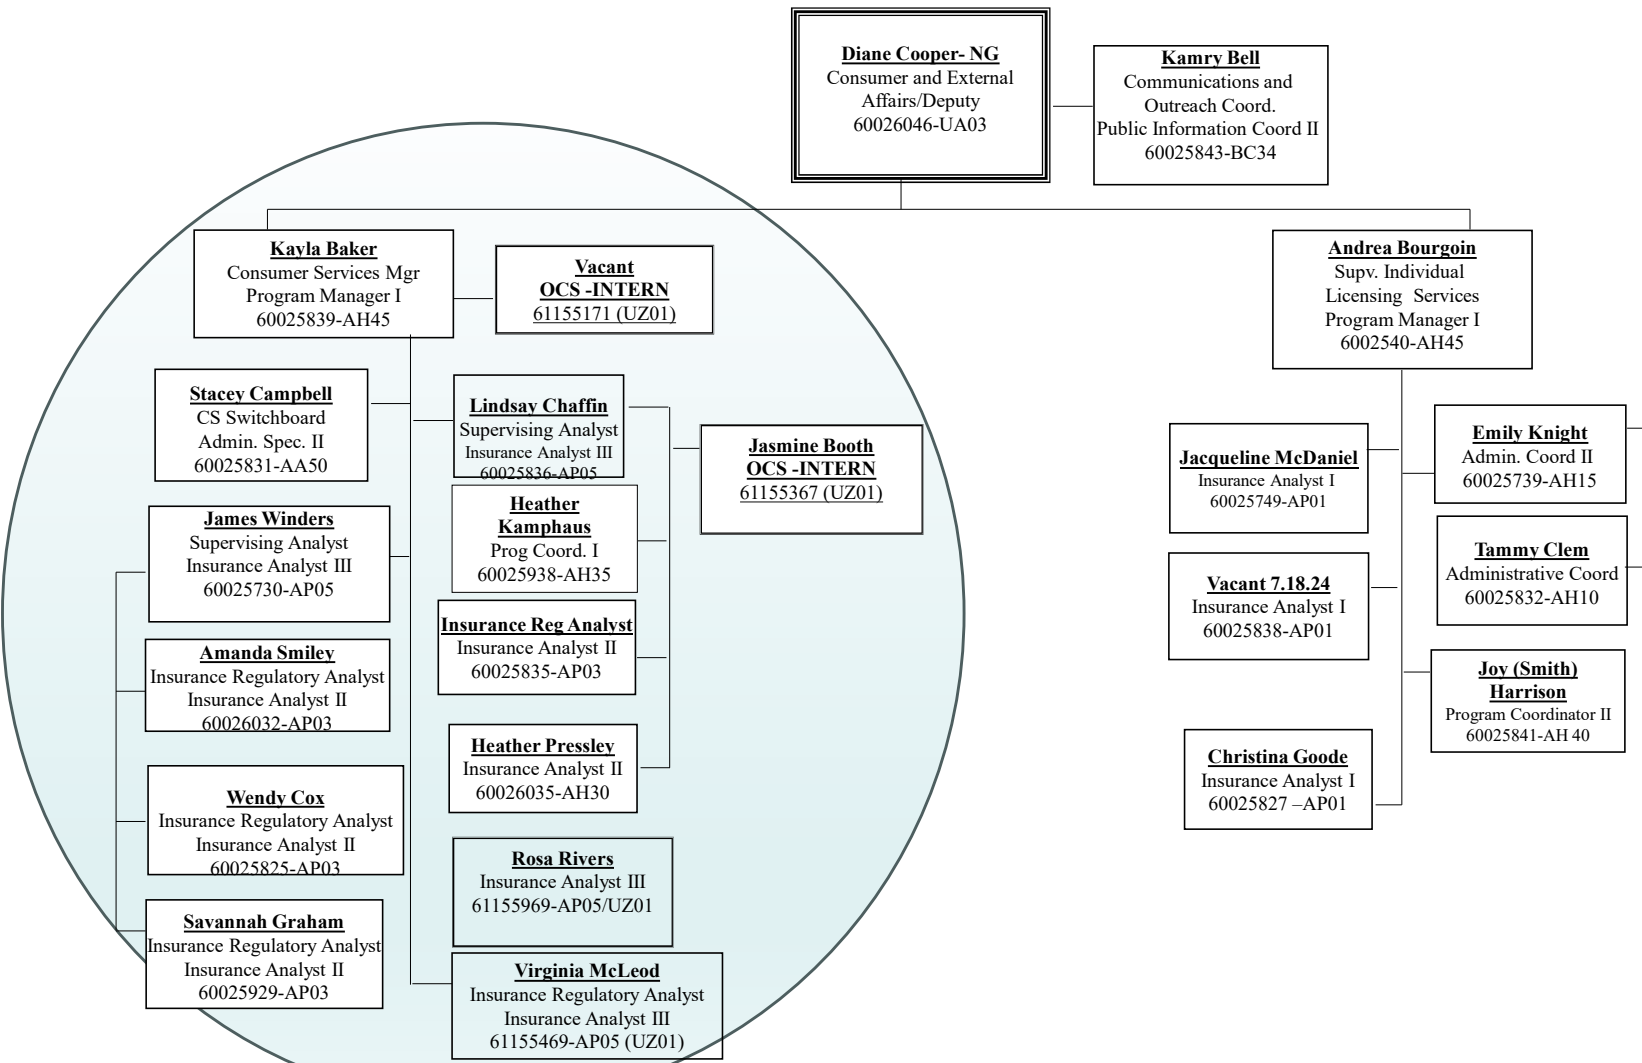 Diane Cooper- NG
Consumer and External
Affairs/Deputy
60026046-UA03
Kamry Bell
Communications and
Outreach Coord.
Public Information Coord II
60025843-BC34
Kayla Baker
Consumer Services Mgr
Program Manager I
60025839-AH45
Vacant
OCS -INTERN
61155171 (UZ01)
Andrea Bourgoin
Supv. Individual
Licensing Services
Program Manager I
6002540-AH45
Stacey Campbell
CS Switchboard
Admin. Spec. II
60025831-AA50
Lindsay Chaffin
Supervising Analyst
Insurance Analyst III
60025836-AP05
Jasmine Booth
OCS -INTERN
61155367 (UZ01)
James Winders
Supervising Analyst
Insurance Analyst III
60025730-AP05
Heather
Kamphaus
Prog Coord. I
60025938-AH35
Insurance Reg Analyst
Insurance Analyst II
60025835-AP03
Amanda Smiley
Insurance Regulatory Analyst
Insurance Analyst II
60026032-AP03
Heather Pressley
Insurance Analyst II
60026035-AH30
Wendy Cox
Insurance Regulatory Analyst
Insurance Analyst II
60025825-AP03
Rosa Rivers
Insurance Analyst III
61155969-AP05/UZ01
Savannah Graham
Insurance Regulatory Analyst
Insurance Analyst II
60025929-AP03
Virginia McLeod
Insurance Regulatory Analyst
Insurance Analyst III
61155469-AP05 (UZ01)
Jacqueline McDaniel
Insurance Analyst I
60025749-AP01
Emily Knight
Admin. Coord II
60025739-AH15
Vacant 7.18.24
Insurance Analyst I
60025838-AP01
Tammy Clem
Administrative Coord
60025832-AH10
Joy (Smith)
Harrison
Program Coordinator II
60025841-AH 40
Christina Goode
Insurance Analyst I
60025827 –AP01